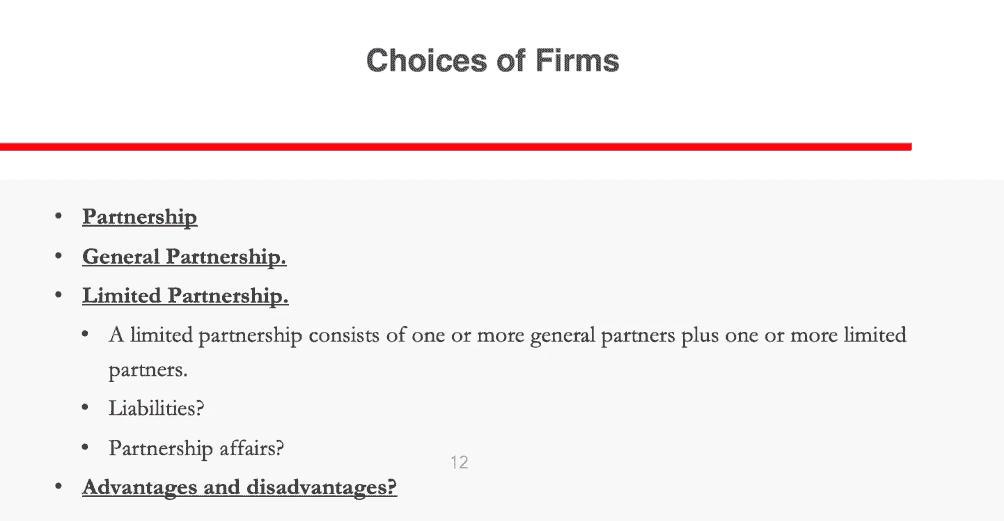 Choices of Firms
• Partnership
• General Partnership.
• Limited Partnership.
• A limited partnership consists of one or more general partners plus one or more limited
partners.
• Liabilities?
• Partnership affairs?
12
• Advantages and disadvantages?